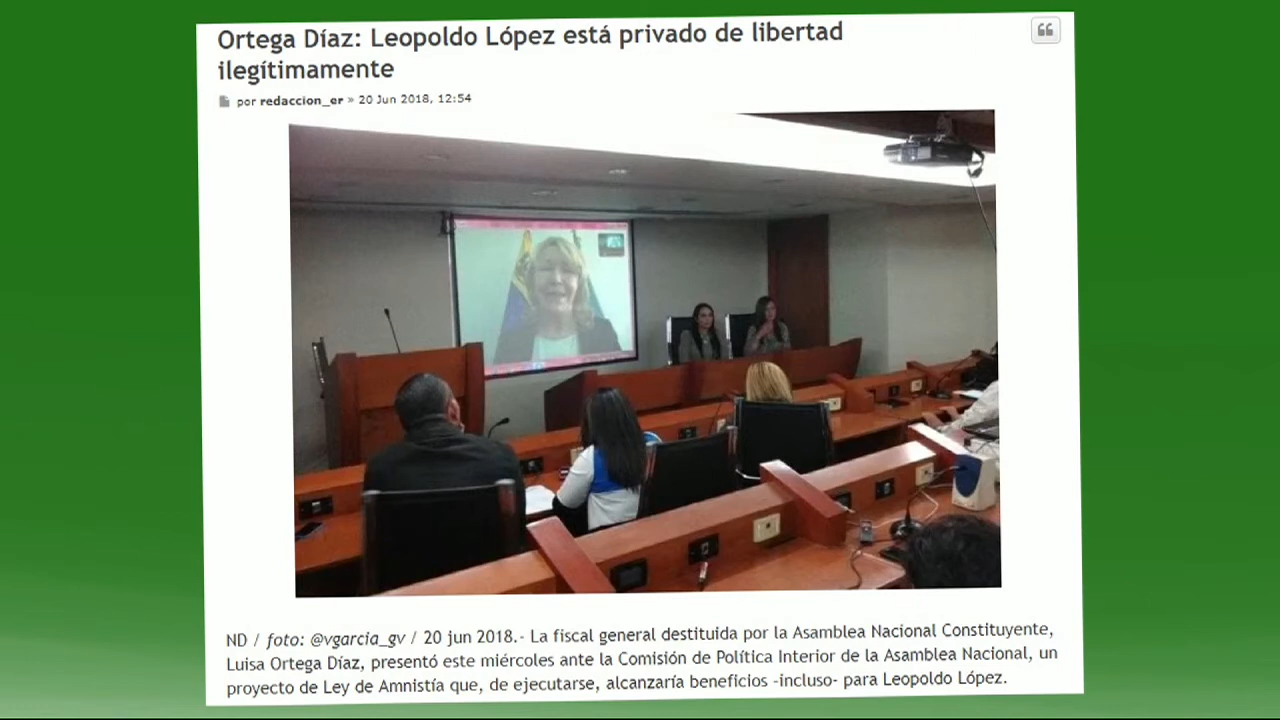 Ortega Díaz: Leopoldo López está privado de libertad
ilegítimamente
por redaccion_er » 20 Jun 2018, 12:54
ND / foto: @vgarcia_gv / 20 jun 2018.- La fiscal general destituida por la Asamblea Nacional Constituyente,
Luisa Ortega Díaz, presentó este miércoles ante la Comisión de Política Interior de la Asamblea Nacional, un
proyecto de Ley de Amnistía que, de ejecutarse, alcanzaría beneficios -incluso- para Leopoldo López.